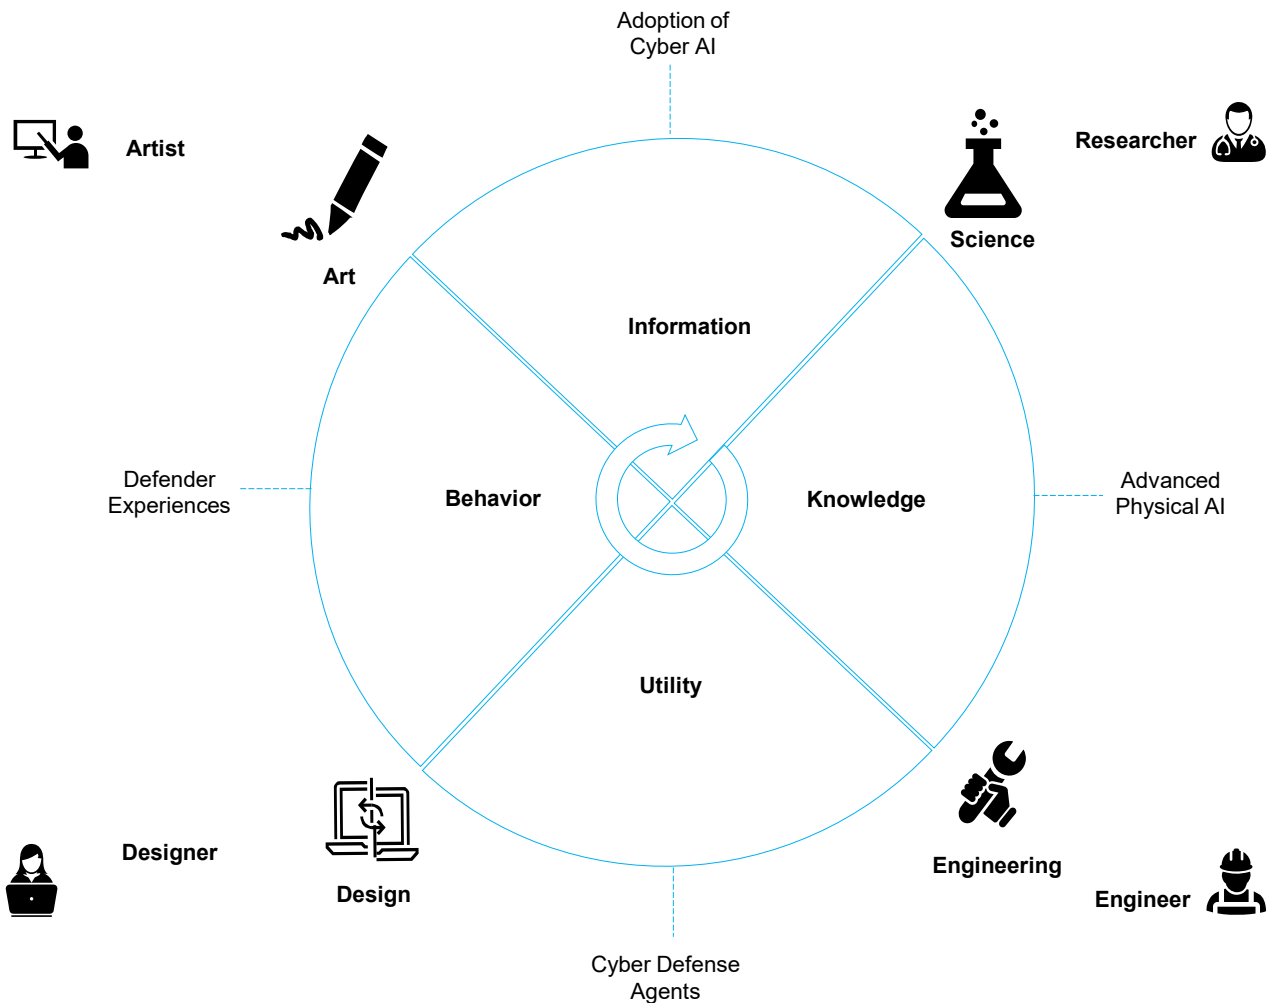 Adoption of
Cyber AI
Artist
Researcher
Science
Art
Information
Defender
Experiences
Behavior
Knowledge
Advanced
Physical AI
Utility
Designer
Design
Engineering
Engineer
Cyber Defense
Agents